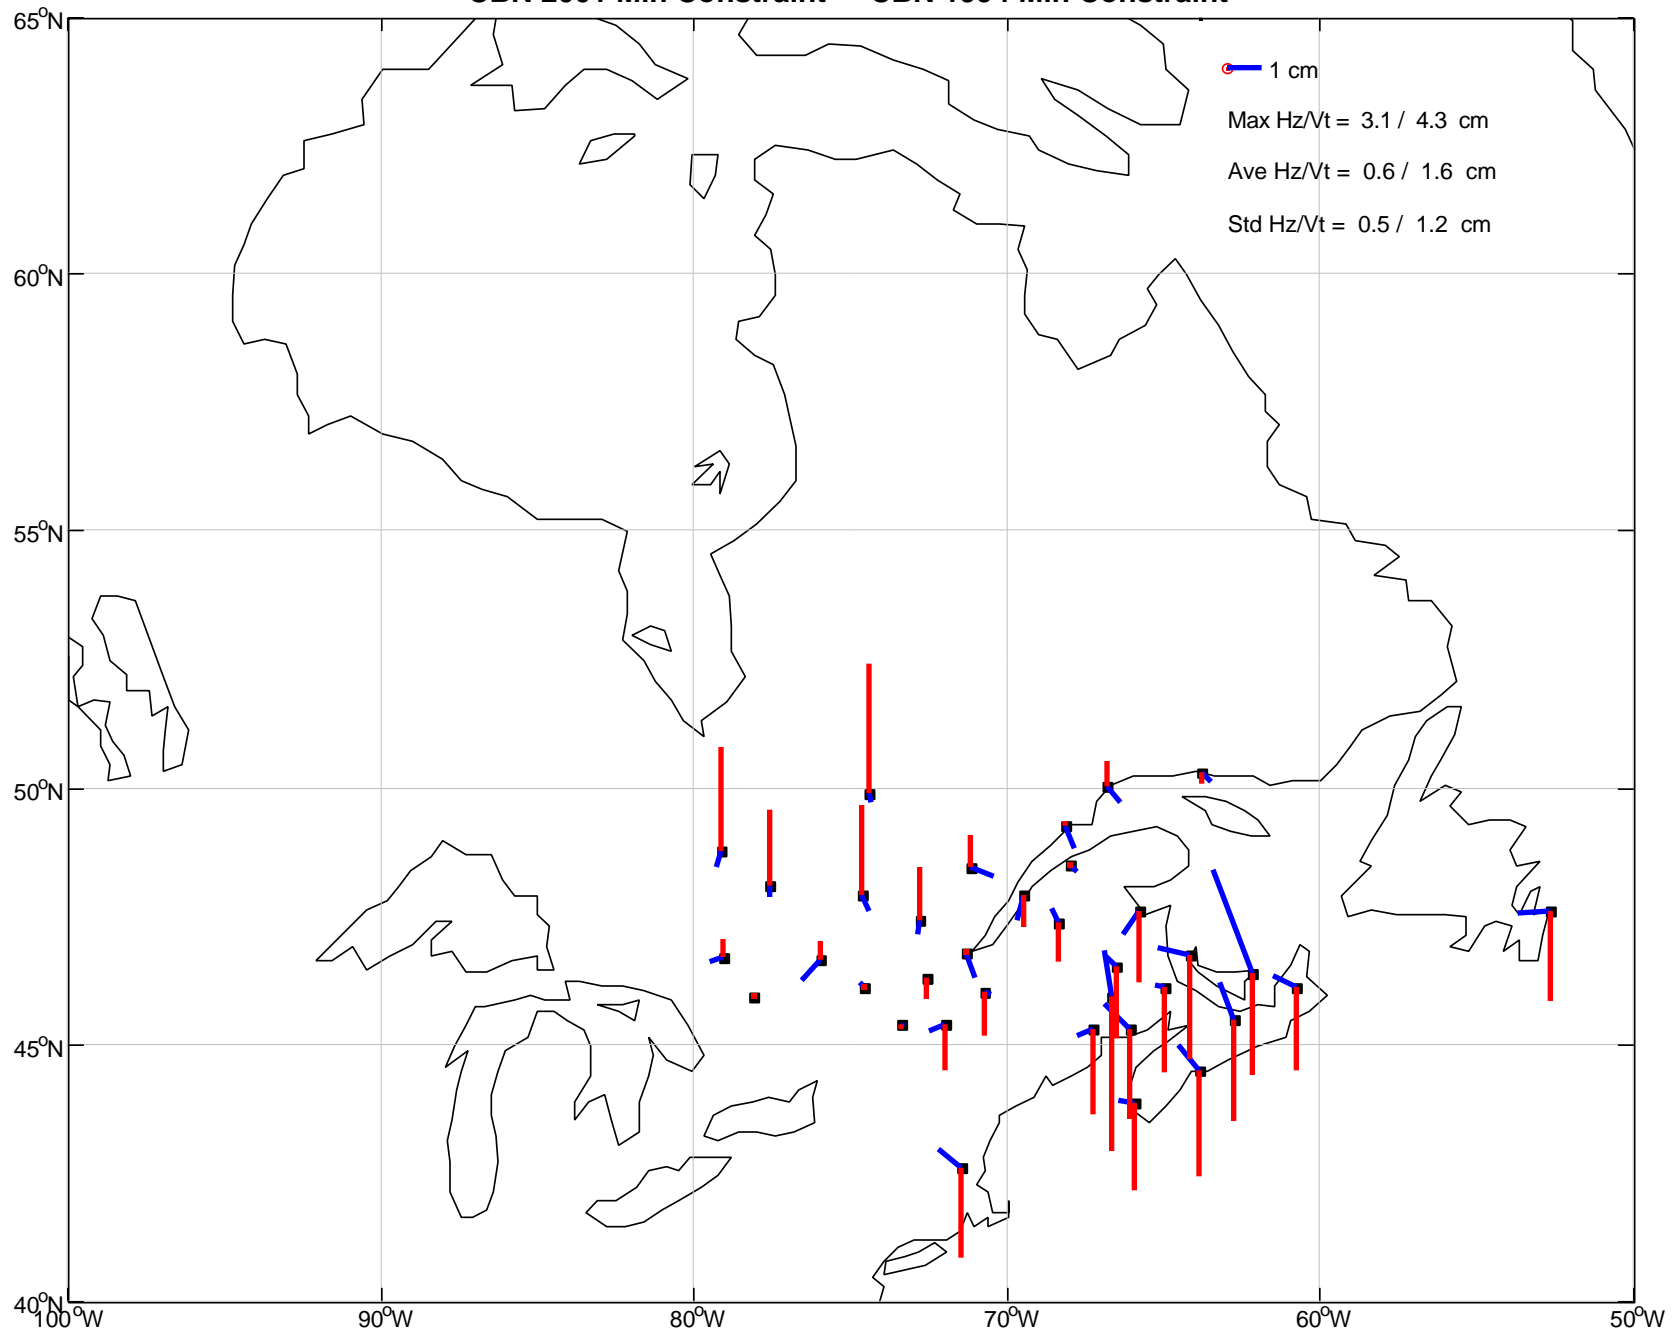 65°N
1 cm
Max Hz/Vt = 3.1 / 4.3 cm
Ave Hz/Vt = 0.6 / 1.6 cm
Std Hz/Vt = 0.5 / 1.2 cm
60°N
55°N
50°N
45°N
40°N
100°W 90°W 80°W 70°W 60°W 50°W